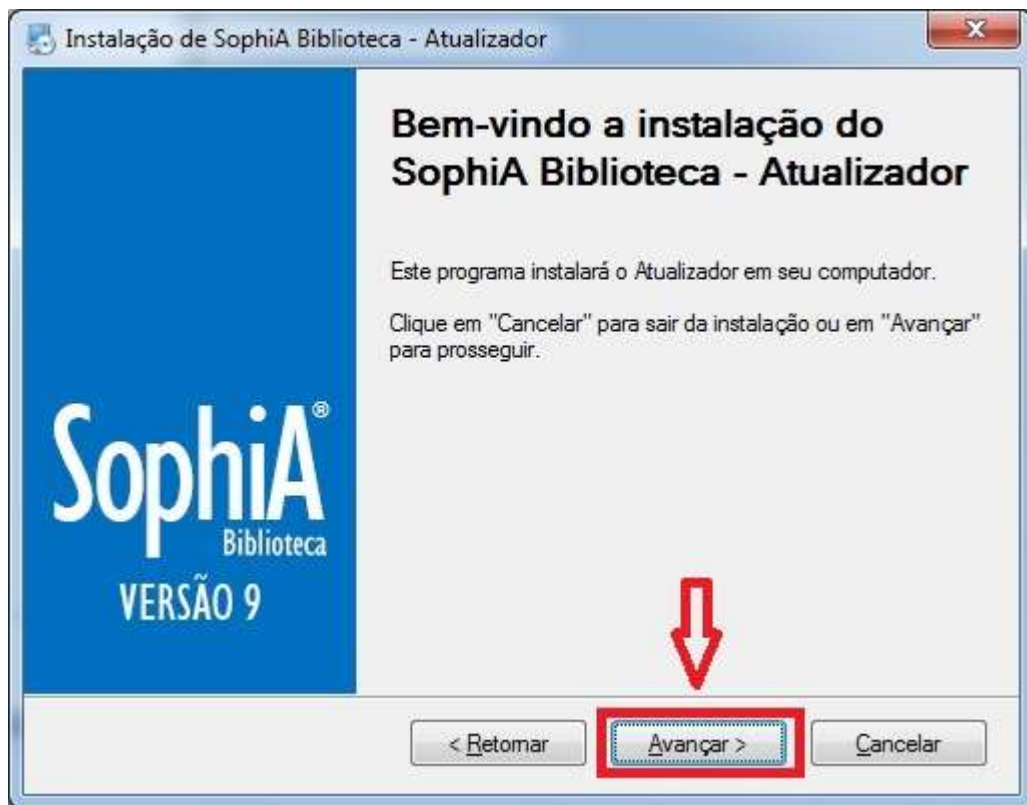 Instalação de SophiA Biblioteca - Atualizador
Bem-vindo a instalação do
SophiA Biblioteca - Atualizador
Este programa instalará o Atualizador em seu computador.
Clique em "Cancelar" para sair da instalação ou em "Avançar"
para prosseguir.
SophiA®
Biblioteca
VERSÃO 9
< Retornar
Avançar >
Cancelar